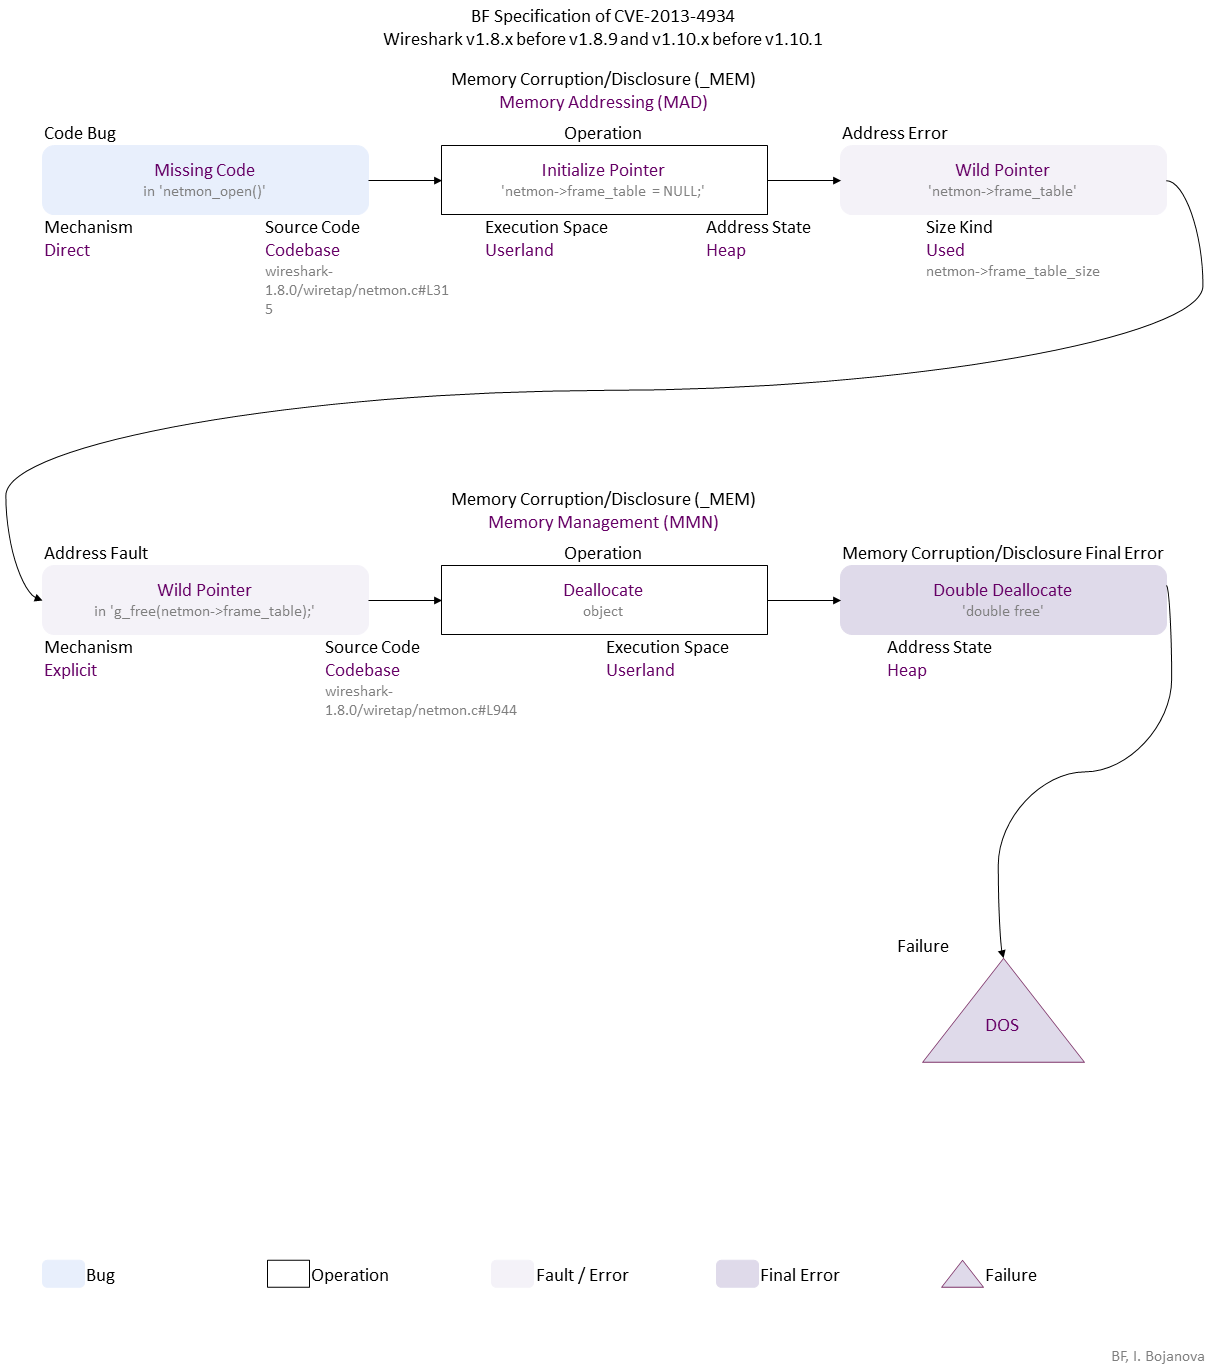 BF Specification of CVE-2013-4934
Wireshark v1.8.x before v1.8.9 and v1.10.x before v1.10.1
Memory Corruption/Disclosure (_MEM)
Memory Addressing (MAD)
Code Bug
Operation
Address Error
Missing Code
in 'netmon_open()'
Initialize Pointer
'netmon->frame_table = NULL;'
Wild Pointer
'netmon->frame_table'
Mechanism
Direct
Source Code
Codebase
wireshark-
1.8.0/wiretap/netmon.c#L31
5
Execution Space
Userland
Address State
Heap
Size Kind
Used
netmon->frame_table_size
Memory Corruption/Disclosure (_MEM)
Memory Management (MMN)
Address Fault
Operation
Memory Corruption/Disclosure Final Error
Wild Pointer
in 'g_free(netmon->frame_table);'
Deallocate
object
Double Deallocate
'double free'
Mechanism
Explicit
Source Code
Codebase
wireshark-
1.8.0/wiretap/netmon.c#L944
Execution Space
Userland
Address State
Heap
Failure
DOS
Bug
Operation
Fault / Error
Final Error
Failure
BF, I. Bojanova